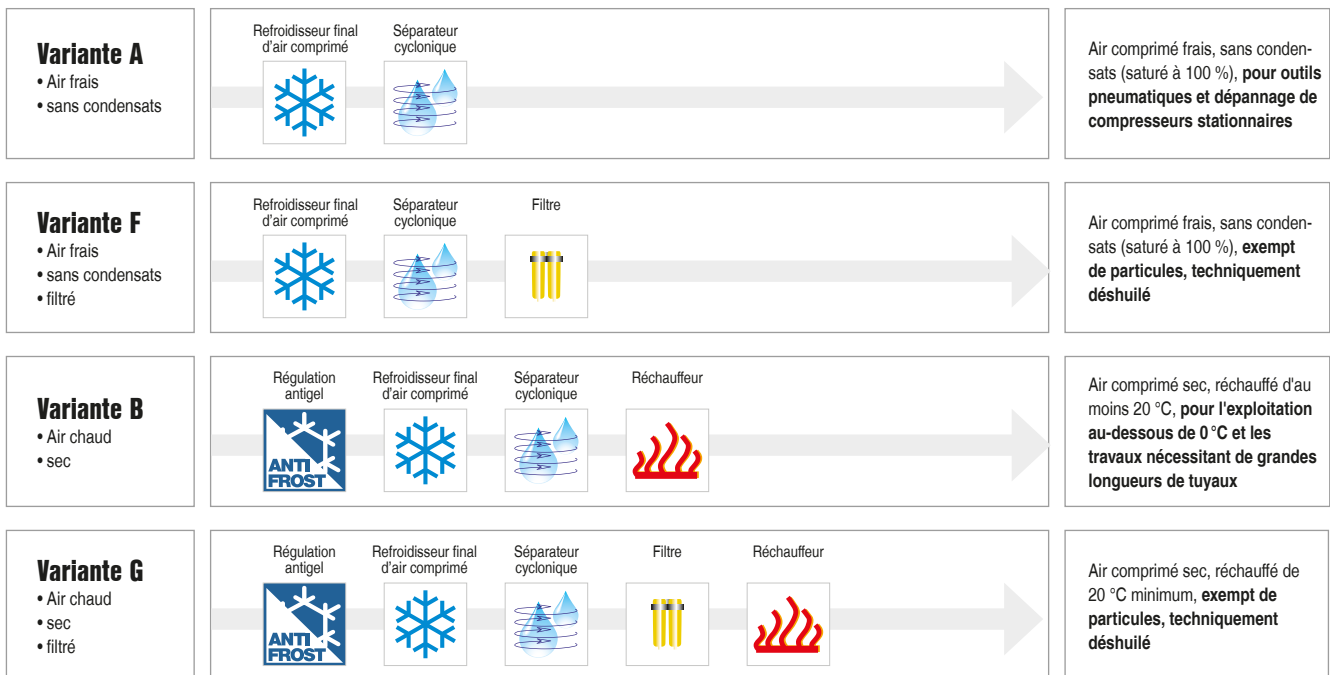 Variante A
• Air frais
• sans condensats
Refroidisseur final
d'air comprimé
Séparateur
cyclonique
Air comprimé frais, sans conden-
sats (saturé à 100 %), pour outils
pneumatiques et dépannage de
compresseurs stationnaires
Variante F
• Air frais
• sans condensats
• filtré
Refroidisseur final
d'air comprimé
Séparateur
cyclonique
Filtre
Air comprimé frais, sans conden-
sats (saturé à 100 %), exempt
de particules, techniquement
déshuilé
Variante B
• Air chaud
• sec
Régulation
antigel
ANTI
FROST
Refroidisseur final
d'air comprimé
Séparateur
cyclonique
Réchauffeur
Air comprimé sec, réchauffé d'au
moins 20 °C, pour l'exploitation
au-dessous de 0 °C et les
travaux nécessitant de grandes
longueurs de tuyaux
Variante G
• Air chaud
• sec
• filtré
Régulation
antigel
ANTI
FROST
Refroidisseur final
d'air comprimé
Séparateur
cyclonique
Filtre
Réchauffeur
Air comprimé sec, réchauffé de
20 °C minimum, exempt de
particules, techniquement
déshuilé